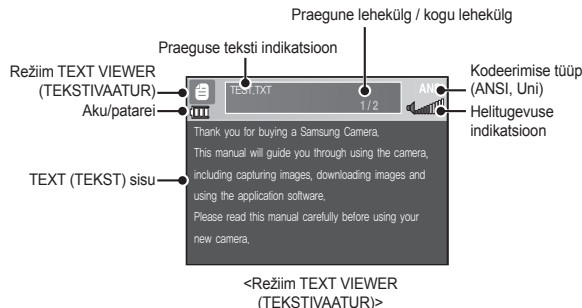 Praegune lehekülg / kogu lehekülg
Praeguse teksti indikatsioon
Režiim TEXT VIEWER
(TEKSTIVAATUR)
Aku/patarei
Kodeerimise tüüp
(ANSI, Uni)
Helitugevuse
indikatsioon
TEXT (TEKST) sisu
TEST.TXT
1 / 2
Thank you for buying a Samsung Camera.
This manual will guide you through using the camera,
including capturing images, downloading images and
using the application software.
Please read this manual carefully before using your
new camera.
<Režiim TEXT VIEWER
(TEKSTIVAATUR)>